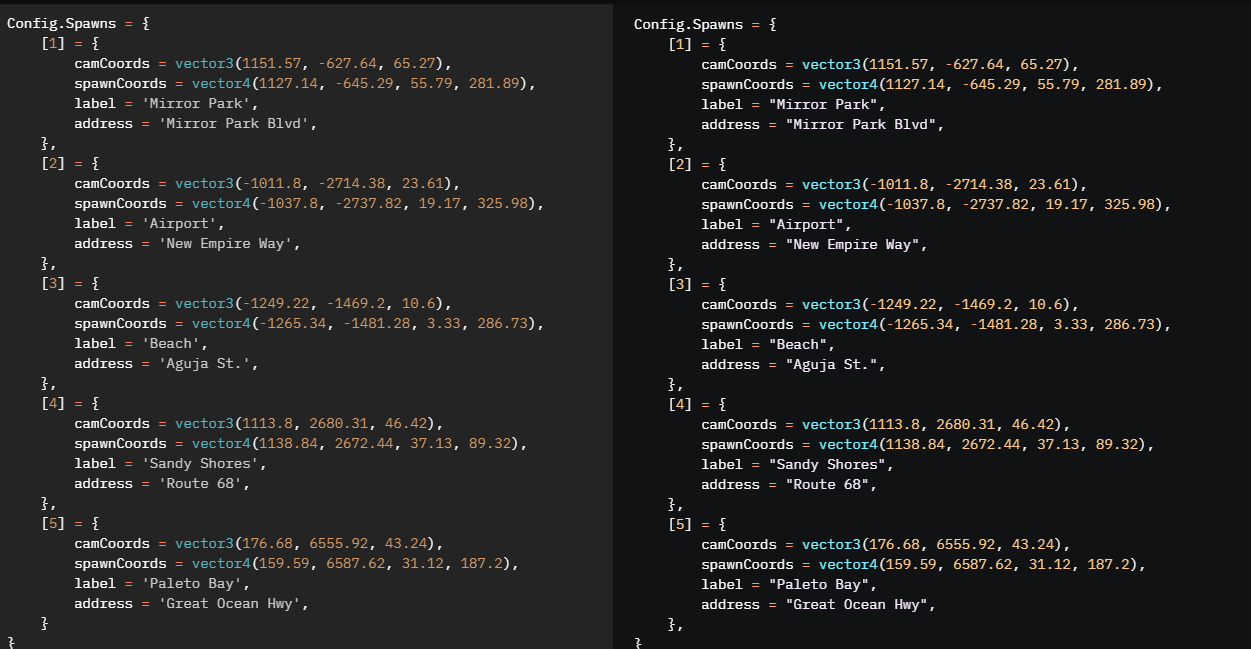 Config.Spawns = {
    [1] = {
        camCoords = vector3(1151.57, -627.64, 65.27),
        spawnCoords = vector4(1127.14, -645.29, 55.79, 281.89),
        label = 'Mirror Park',
        address = 'Mirror Park Blvd',
    },
    [2] = {
        camCoords = vector3(-1011.8, -2714.38, 23.61),
        spawnCoords = vector4(-1037.8, -2737.82, 19.17, 325.98),
        label = 'Airport',
        address = 'New Empire Way',
    },
    [3] = {
        camCoords = vector3(-1249.22, -1469.2, 10.6),
        spawnCoords = vector4(-1265.34, -1481.28, 3.33, 286.73),
        label = 'Beach',
        address = 'Aguja St.',
    },
    [4] = {
        camCoords = vector3(1113.8, 2680.31, 46.42),
        spawnCoords = vector4(1138.84, 2672.44, 37.13, 89.32),
        label = 'Sandy Shores',
        address = 'Route 68',
    },
    [5] = {
        camCoords = vector3(176.68, 6555.92, 43.24),
        spawnCoords = vector4(159.59, 6587.62, 31.12, 187.2),
        label = 'Paleto Bay',
        address = 'Great Ocean Hwy',
    }
}
Config.Spawns = {
    [1] = {
        camCoords = vector3(1151.57, -627.64, 65.27),
        spawnCoords = vector4(1127.14, -645.29, 55.79, 281.89),
        label = "Mirror Park",
        address = "Mirror Park Blvd",
    },
    [2] = {
        camCoords = vector3(-1011.8, -2714.38, 23.61),
        spawnCoords = vector4(-1037.8, -2737.82, 19.17, 325.98),
        label = "Airport",
        address = "New Empire Way",
    },
    [3] = {
        camCoords = vector3(-1249.22, -1469.2, 10.6),
        spawnCoords = vector4(-1265.34, -1481.28, 3.33, 286.73),
        label = "Beach",
        address = "Aguja St.",
    },
    [4] = {
        camCoords = vector3(1113.8, 2680.31, 46.42),
        spawnCoords = vector4(1138.84, 2672.44, 37.13, 89.32),
        label = "Sandy Shores",
        address = "Route 68",
    },
    [5] = {
        camCoords = vector3(176.68, 6555.92, 43.24),
        spawnCoords = vector4(159.59, 6587.62, 31.12, 187.2),
        label = "Paleto Bay",
        address = "Great Ocean Hwy",
    },
}